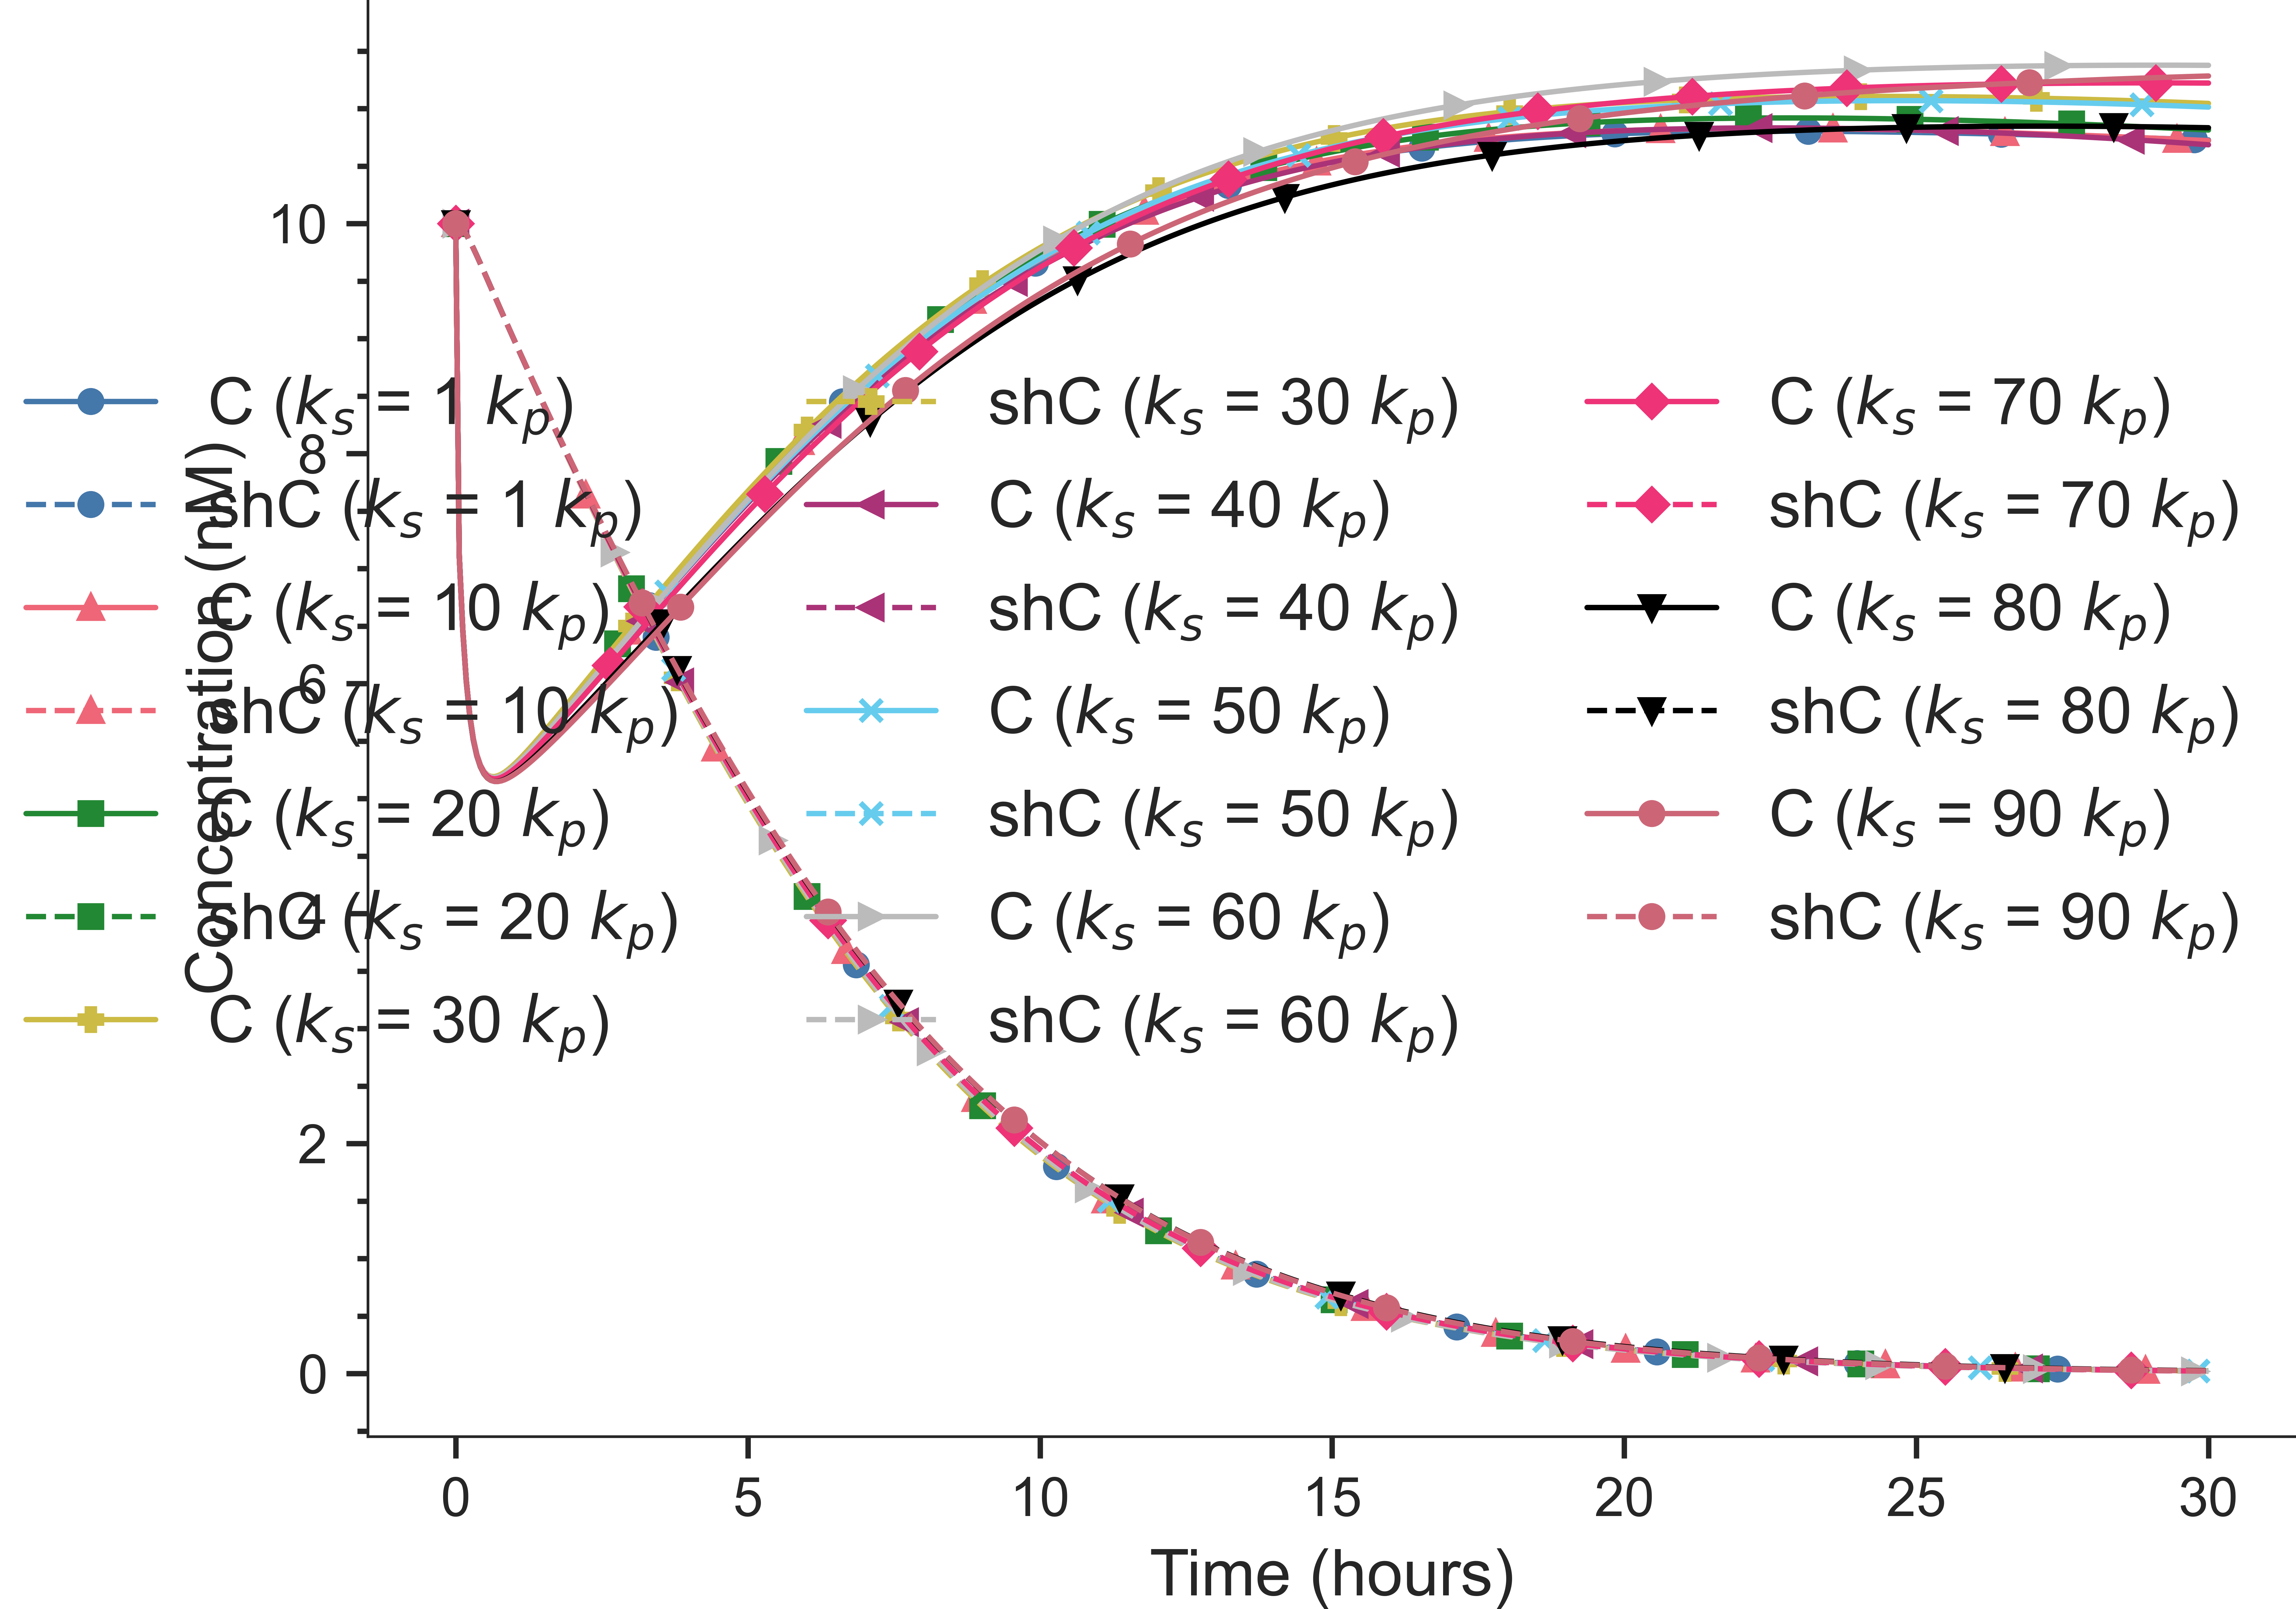 Concentration (nM)
10
8
6
4
2
0
C (ks = 1 kp)
shC (ks = 1 kp)
C (ks = 10 kp)
shC (ks = 10 kp)
C (ks = 20 kp)
shC (ks = 20 kp)
C (ks = 30 kp)
shC (ks = 30 kp)
C (ks = 40 kp)
shC (ks = 40 kp)
C (ks = 50 kp)
shC (ks = 50 kp)
C (ks = 60 kp)
shC (ks = 60 kp)
C (ks = 70 kp)
shC (ks = 70 kp)
C (ks = 80 kp)
shC (ks = 80 kp)
C (ks = 90 kp)
shC (ks = 90 kp)
0 5 10 15 20 25 30
Time (hours)